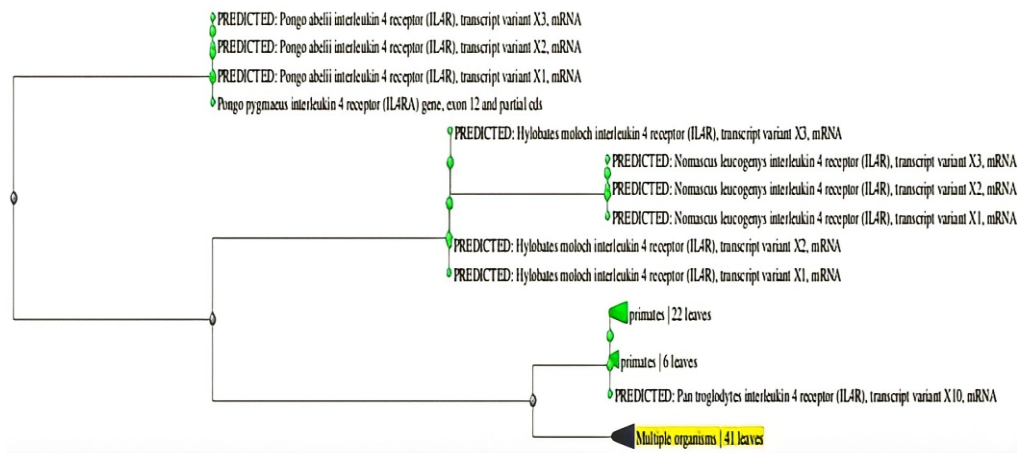 PREDICTED: Pongo abelii interleukin 4 receptor (IL4R), transcript variant X3, mRNA
PREDICTED: Pongo abelii interleukin 4 receptor (IL4R), transcript variant X2, mRNA
PREDICTED: Pongo abelii interleukin 4 receptor (IL4R), transcript variant X1, mRNA
Pongo pygmaeus interleukin 4 receptor (IL4RA) gene, exon 12 and partial cds
PREDICTED: Hylobates moloch interleukin 4 receptor (IL4R), transcript variant X3, mRNA
PREDICTED: Nomascus leucogenys interleukin 4 receptor (IL4R), transcript variant X3, mRNA
PREDICTED: Nomascus leucogenys interleukin 4 receptor (IL4R), transcript variant X2, mRNA
PREDICTED: Nomascus leucogenys interleukin 4 receptor (IL4R), transcript variant X1, mRNA
PREDICTED: Hylobates moloch interleukin 4 receptor (IL4R), transcript variant X2, mRNA
PREDICTED: Hylobates moloch interleukin 4 receptor (IL4R), transcript variant X1, mRNA
primates | 22 leaves
primates | 6 leaves
PREDICTED: Pan troglodytes interleukin 4 receptor (IL4R), transcript variant X10, mRNA
Multiple organisms | 41 leaves